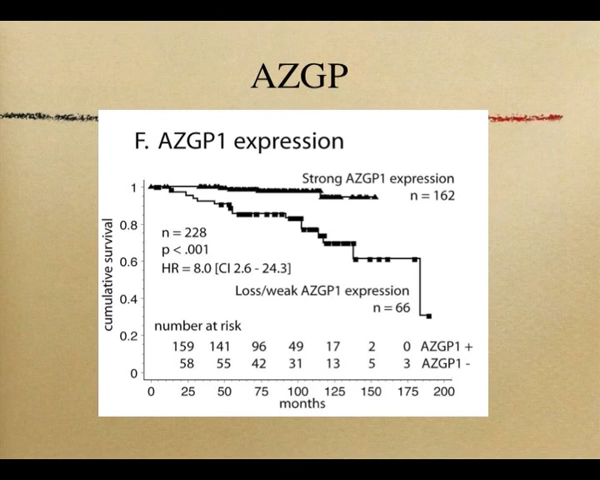 AZGP
F. AZGP1 expression
Strong AZGP1 expression
n = 162
n = 228
p < .001
HR = 8.0 [CI 2.6 - 24.3]
Loss/weak AZGP1 expression
n = 66
number at risk
159 141 96 49 17 2 0 AZGP1 +
58 55 42 31 13 5 3 AZGP1 -
cumulative survival
1
0.8
0.6
0.4
0.2
0
0 25 50 75 100 125 150 175 200
months